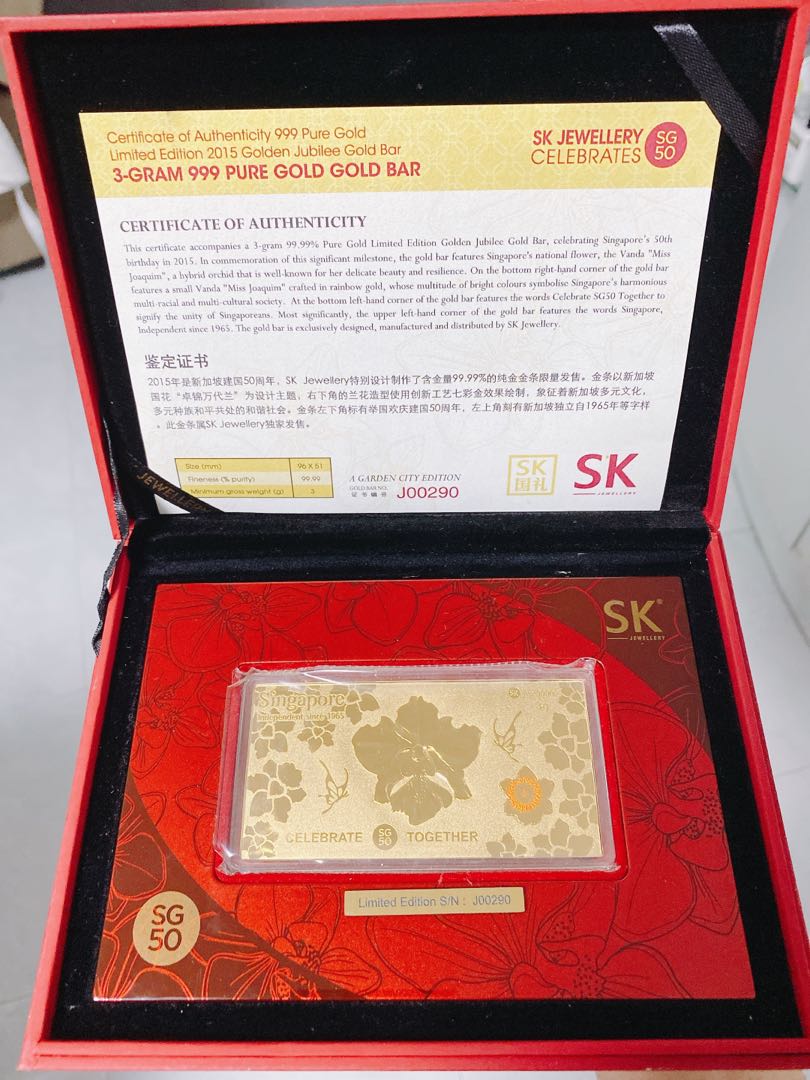 Certificate of Authenticity 999 Pure Gold
Limited Edition 2015 Golden Jubilee Gold Bar
3-GRAM 999 PURE GOLD GOLD BAR
SK JEWELLERY
CELEBRATES
SG
50
CERTIFICATE OF AUTHENTICITY
This certificate accompanies a 3-gram 99.99% Pure Gold Limited Edition Golden Jubilee Gold Bar, celebrating Singapore's 50th
birthday in 2015. In commemoration of this significant milestone, the gold bar features Singapore's national flower, the Vanda "Miss
Joaquim", a hybrid orchid that is well-known for her delicate beauty and resilience. On the bottom right-hand corner of the gold bar
features a small Vanda "Miss Joaquim" crafted in rainbow gold, whose multitude of bright colours symbolise Singapore's harmonious
multi-racial and multi-cultural society. At the bottom left-hand corner of the gold bar features the words Celebrate SG50 Together to
signify the unity of Singaporeans. Most significantly, the upper left-hand corner of the gold bar features the words Singapore,
Independent since 1965. The gold bar is exclusively designed, manufactured and distributed by SK Jewellery.
鉴定证书
2015年是新加坡建国50周年，SK Jewellery特别设计制作了含金量99.99%的纯金金条限量发售。金条以新加坡
国花“卓锦万代兰”为设计主题，右下角的兰花造型使用创新工艺七彩金效果绘制，象征着新加坡多元文化，
多元种族和平共处的和谐社会。金条左下角标有举国欢庆建国50周年，左上角刻有新加坡独立自1965年等字样
。此金条属SK Jewellery独家发售。
Size (mm) 96 X 51
Fineness (% purity) 99.99
Minimum gross weight (g) 3
A GARDEN CITY EDITION
GOLD BAR NO.
证书编号 J00290
SK
国礼
SK
JEWELLERY
JEWELLERY
SK
JEWELLERY
Singapore
Independent since 1965
SK
3g
CELEBRATE SG 50 TOGETHER
Limited Edition S/N : J00290
SG
50